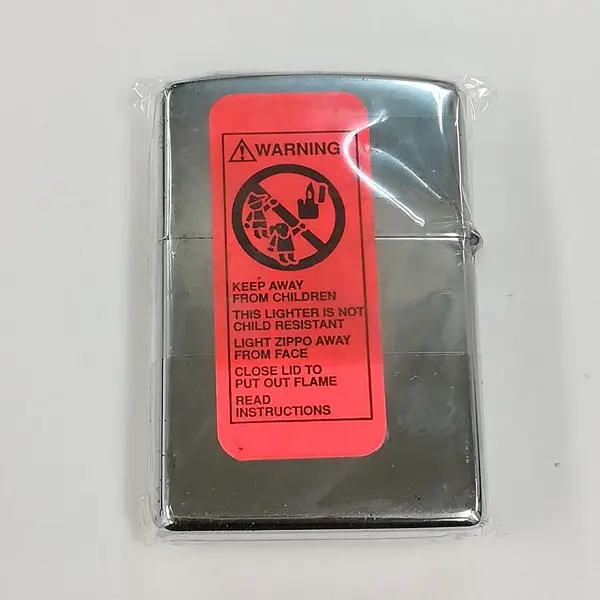 WARNING
KEEP AWAY
FROM CHILDREN
THIS LIGHTER IS NOT
CHILD RESISTANT
LIGHT ZIPPO AWAY
FROM FACE
CLOSE LID TO
PUT OUT FLAME
READ
INSTRUCTIONS